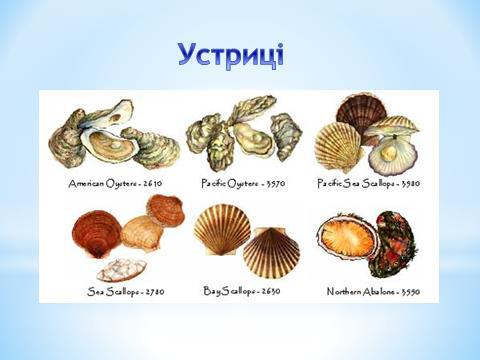 Устриці
American Oysters - 2610
Pacific Oysters - 3570
Pacific Sea Scallops - 3580
Sea Scallops - 2780
Bay Scallops - 2630
Northern Abalone - 3550